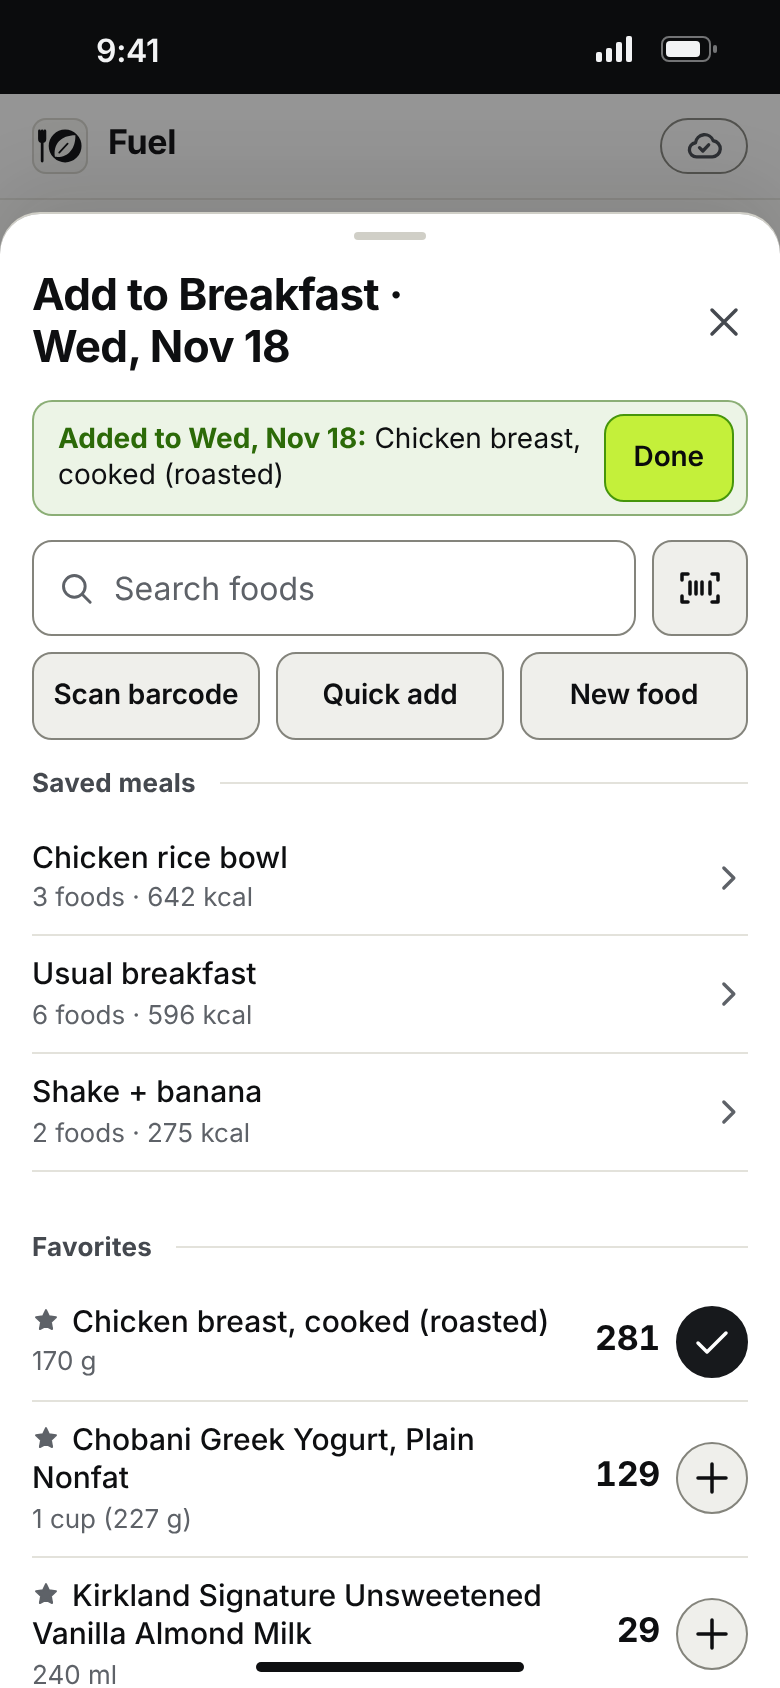 9:41
Fuel
Add to Breakfast ·
Wed, Nov 18
Added to Wed, Nov 18: Chicken breast,
cooked (roasted)
Done
Search foods
Scan barcode
Quick add
New food
Saved meals
Chicken rice bowl
3 foods · 642 kcal
Usual breakfast
6 foods · 596 kcal
Shake + banana
2 foods · 275 kcal
Favorites
Chicken breast, cooked (roasted)
170 g
281
Chobani Greek Yogurt, Plain
Nonfat
1 cup (227 g)
129
Kirkland Signature Unsweetened
Vanilla Almond Milk
240 ml
29